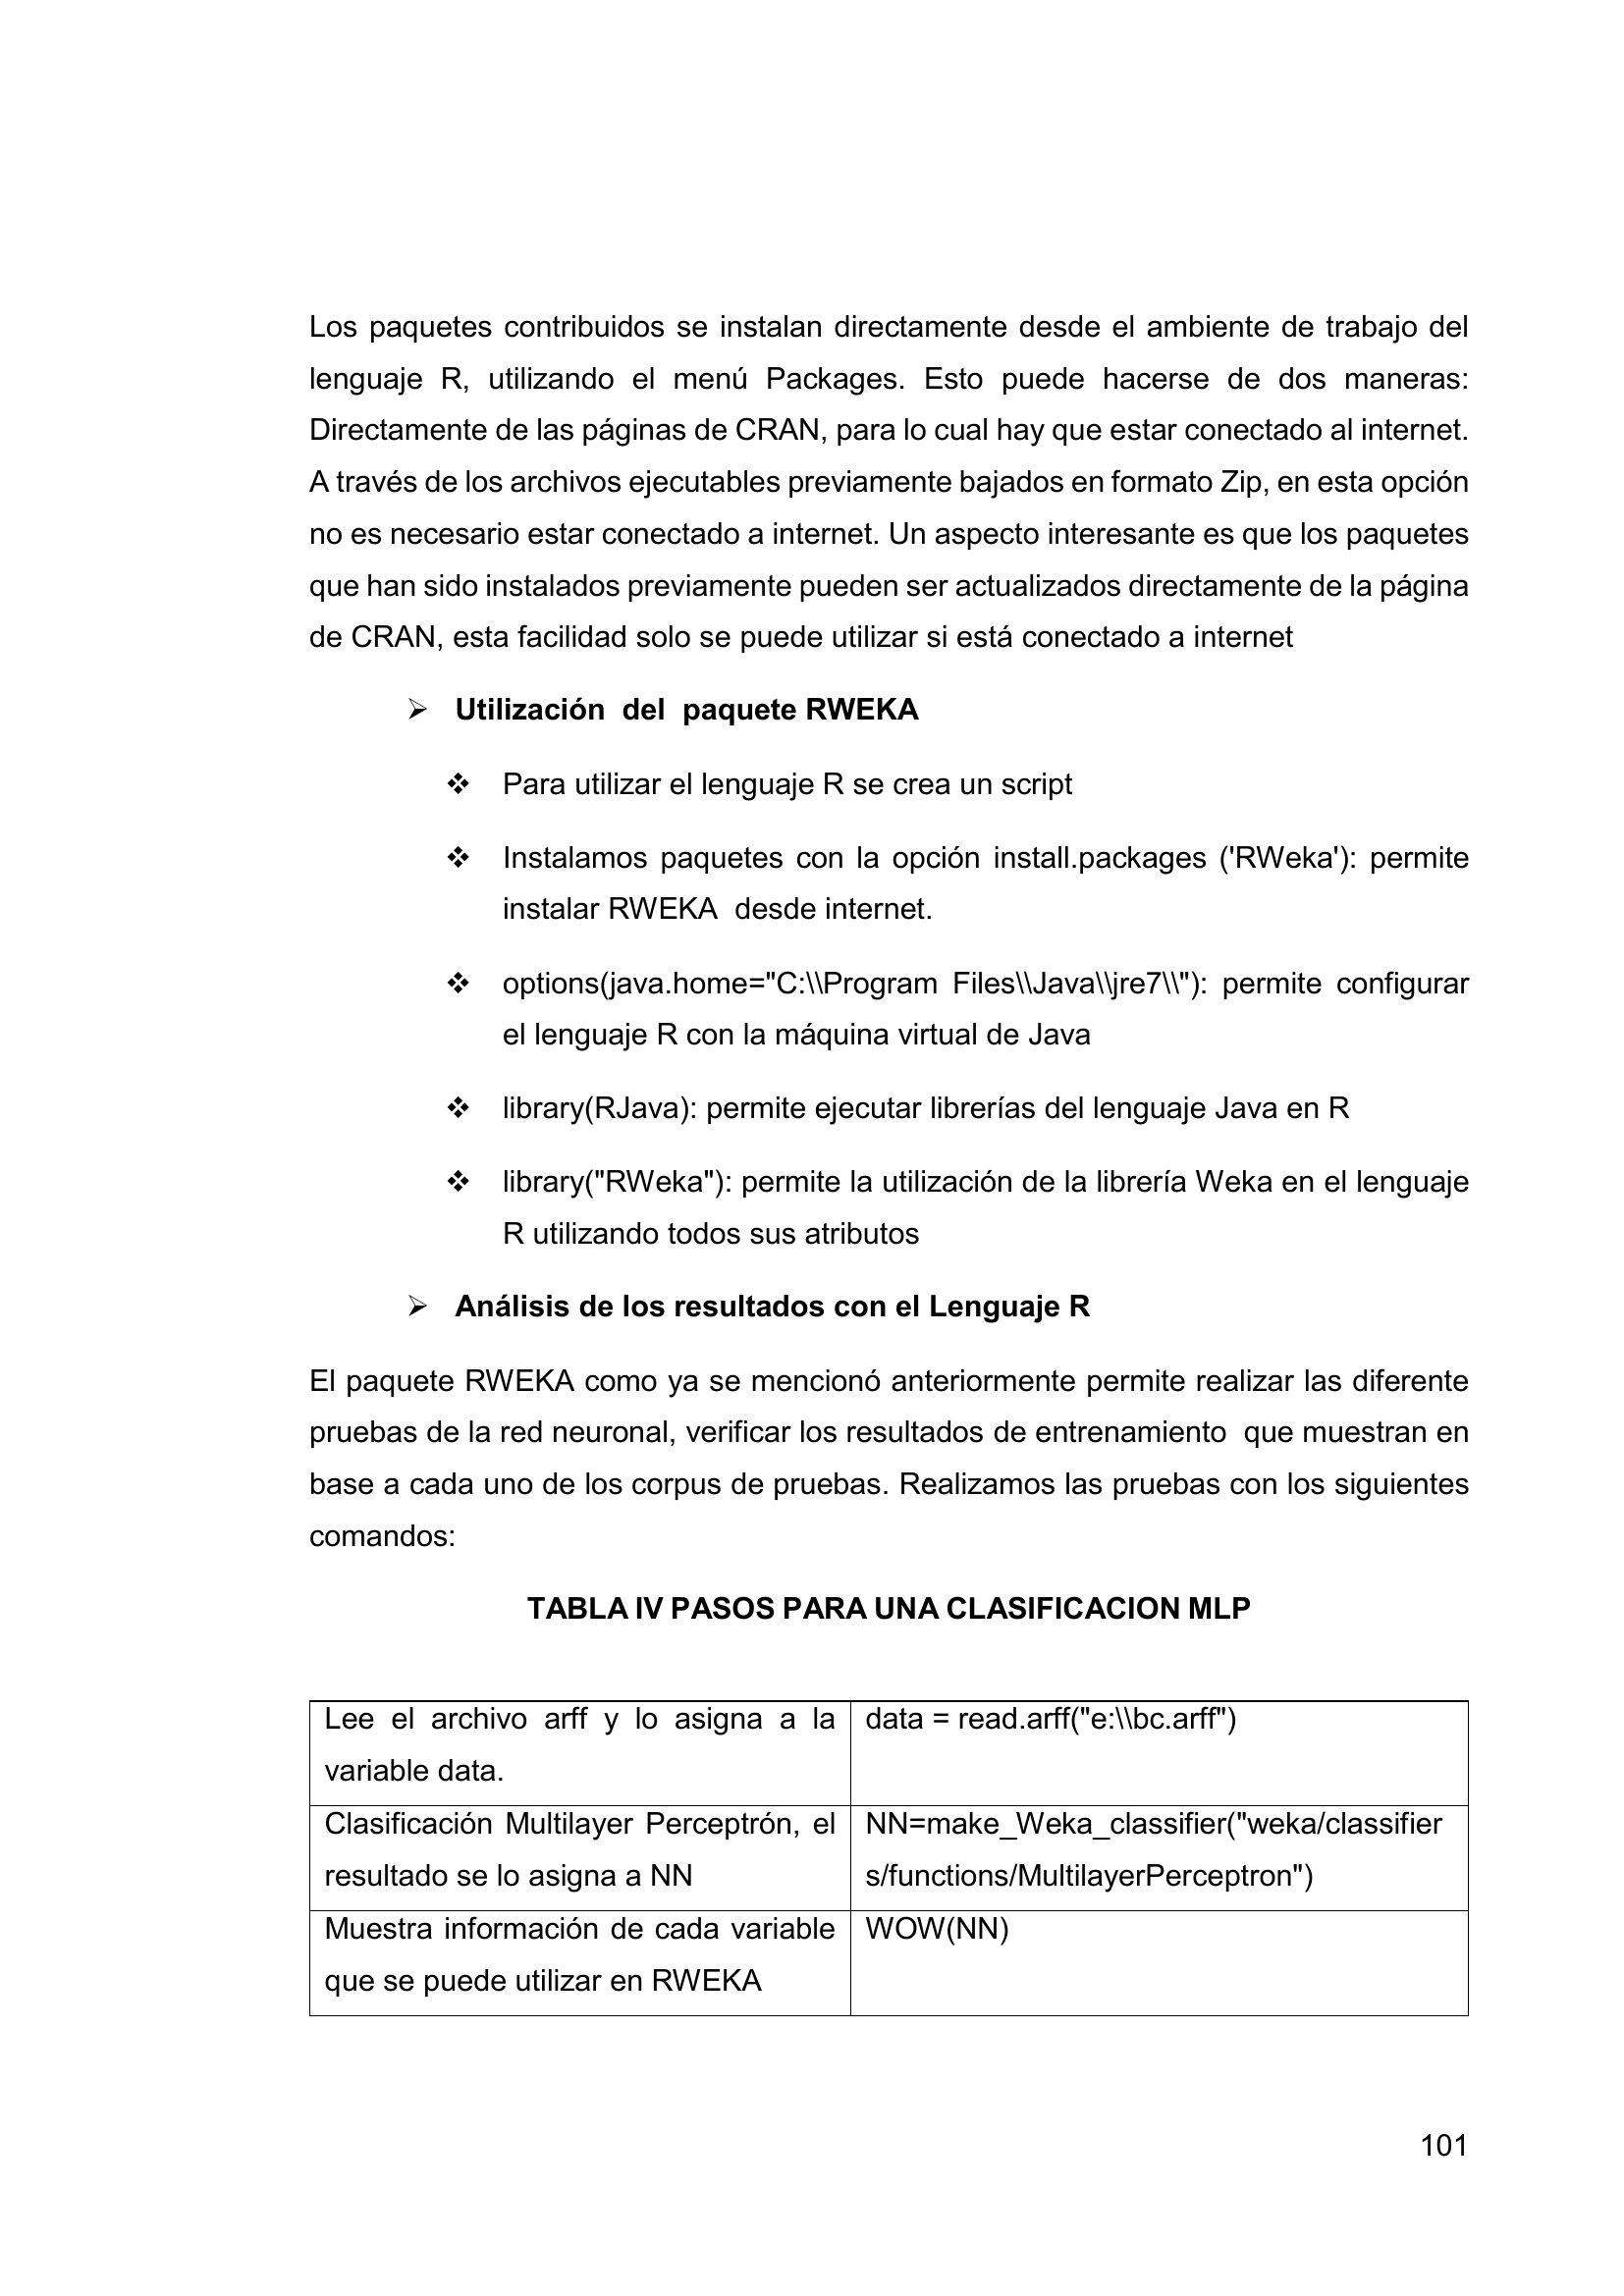 Los paquetes contribuidos se instalan directamente desde el ambiente de trabajo del
lenguaje R, utilizando el menú Packages. Esto puede hacerse de dos maneras:
Directamente de las páginas de CRAN, para lo cual hay que estar conectado al internet.
A través de los archivos ejecutables previamente bajados en formato Zip, en esta opción
no es necesario estar conectado a internet. Un aspecto interesante es que los paquetes
que han sido instalados previamente pueden ser actualizados directamente de la página
de CRAN, esta facilidad solo se puede utilizar si está conectado a internet
➢ Utilización del paquete RWEKA
❖ Para utilizar el lenguaje R se crea un script
❖ Instalamos paquetes con la opción install.packages ('RWeka'): permite
instalar RWEKA desde internet.
❖ options(java.home="C:\\Program Files\\Java\\jre7\\"): permite configurar
el lenguaje R con la máquina virtual de Java
❖ library(RJava): permite ejecutar librerías del lenguaje Java en R
❖ library("RWeka"): permite la utilización de la librería Weka en el lenguaje
R utilizando todos sus atributos
➢ Análisis de los resultados con el Lenguaje R
El paquete RWEKA como ya se mencionó anteriormente permite realizar las diferente
pruebas de la red neuronal, verificar los resultados de entrenamiento que muestran en
base a cada uno de los corpus de pruebas. Realizamos las pruebas con los siguientes
comandos:
TABLA IV PASOS PARA UNA CLASIFICACION MLP
Lee el archivo arff y lo asigna a la
variable data.
data = read.arff("e:\\bc.arff")
Clasificación Multilayer Perceptrón, el
resultado se lo asigna a NN
NN=make_Weka_classifier("weka/classifier
s/functions/MultilayerPerceptron")
Muestra información de cada variable
que se puede utilizar en RWEKA
WOW(NN)
101